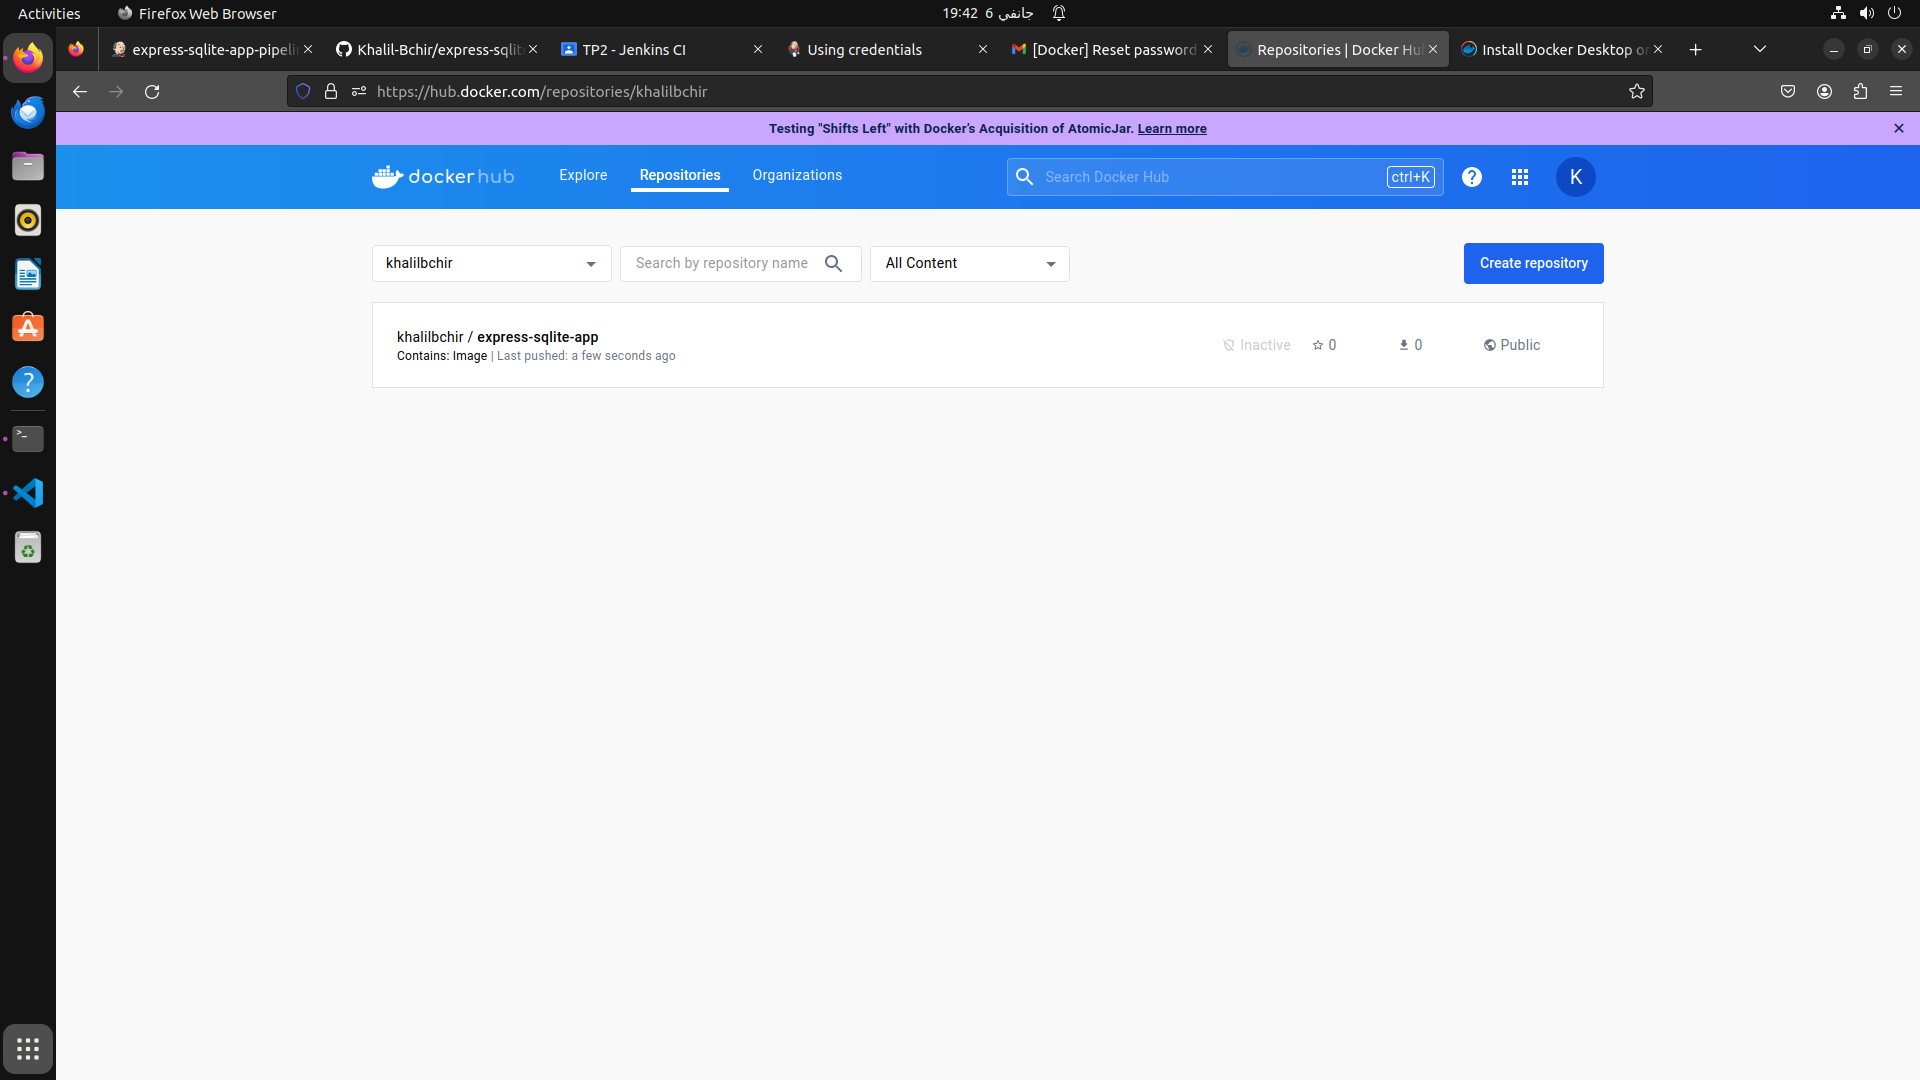 Activities
Firefox Web Browser
19:42 6 جانفي
express-sqlite-app-pipelin
Khalil-Bchir/express-sqlite
TP2 - Jenkins CI
Using credentials
[Docker] Reset password
Repositories | Docker Hu
Install Docker Desktop on
https://hub.docker.com/repositories/khalilbchir
Testing "Shifts Left" with Docker’s Acquisition of AtomicJar. Learn more
docker hub
Explore
Repositories
Organizations
Search Docker Hub
ctrl+K
K
khalilbchir
Search by repository name
All Content
Create repository
khalilbchir / express-sqlite-app
Inactive
0
0
Public
Contains: Image | Last pushed: a few seconds ago